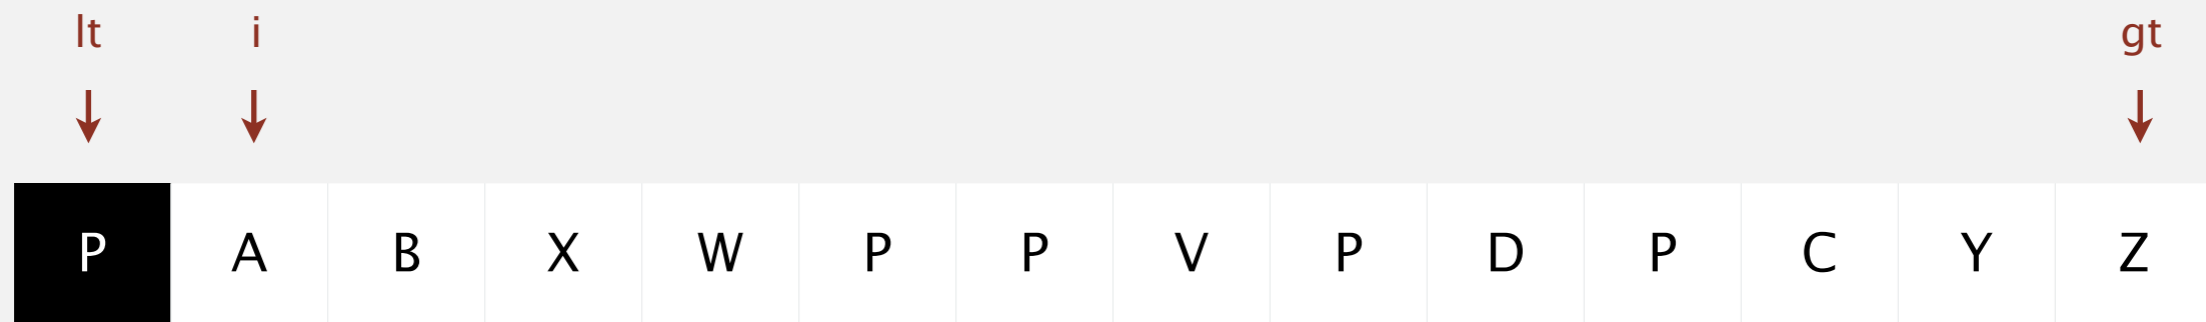 lt i gt
P A B X W P P V P D P C Y Z